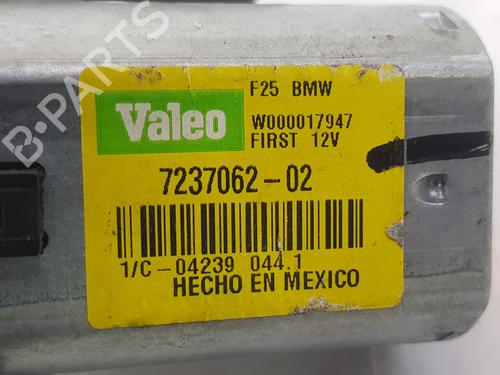 F25 BMW
Valeo
W000017947
FIRST 12V
7237062-02
1/C-04239 044.1
HECHO EN MEXICO
B-PARTS